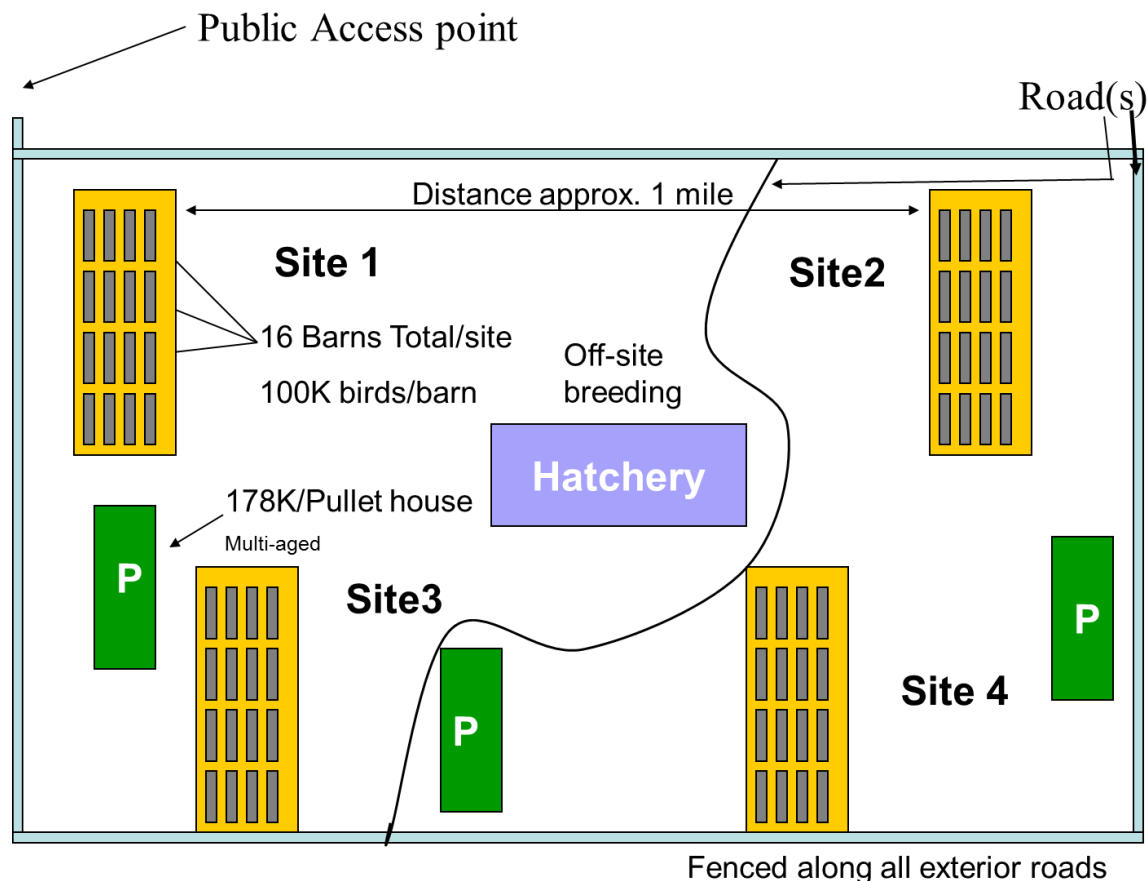 Public Access point
Road(s)
Distance approx. 1 mile
Site 1
Site2
16 Barns Total/site
Off-site
breeding
100K birds/barn
Hatchery
178K/Pullet house
Multi-aged
P
Site3
P
Site 4
P
Fenced along all exterior roads